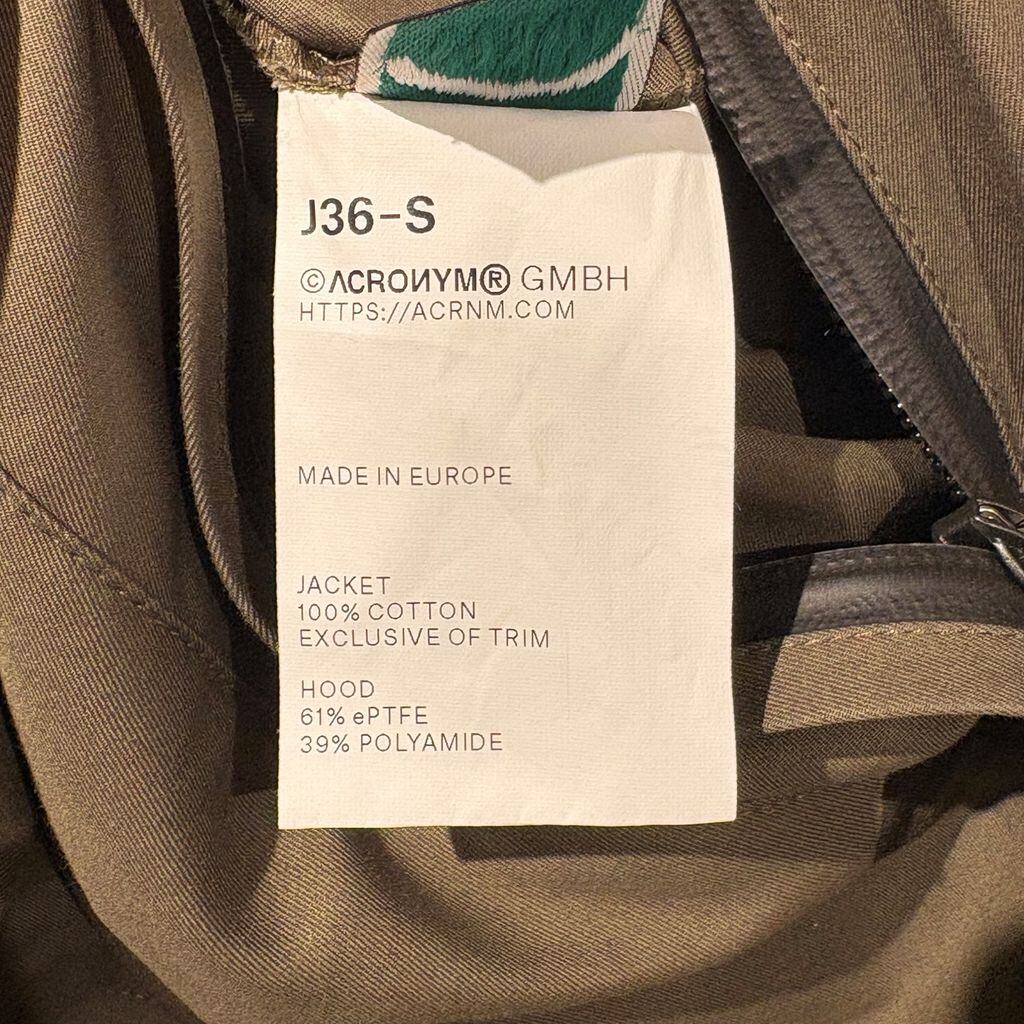 J36-S
©ACROИYM® GMBH
HTTPS://ACRNM.COM
MADE IN EUROPE
JACKET
100% COTTON
EXCLUSIVE OF TRIM
HOOD
61% ePTFE
39% POLYAMIDE